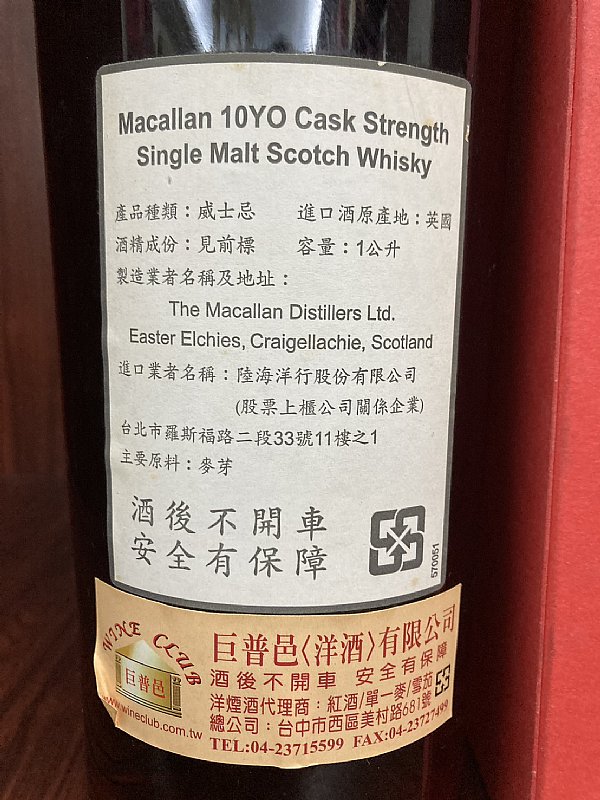 Macallan 10YO Cask Strength
Single Malt Scotch Whisky
產品種類：威士忌 進口酒原產地：英國
酒精成份：見前標 容量：1公升
製造業者名稱及地址：
The Macallan Distillers Ltd.
Easter Elchies, Craigellachie, Scotland
進口業者名稱：陸海洋行股份有限公司
(股票上櫃公司關係企業)
台北市羅斯福路二段33號11樓之1
主要原料：麥芽
酒後不開車
安全有保障
570051
WINE CLUB
巨普邑
www.wineclub.com.tw
巨普邑〈洋酒〉有限公司
酒後不開車 安全有保障
洋煙酒代理商：紅酒/單一麥/雪茄
總公司：台中市西區美村路681號
TEL:04-23715599 FAX:04-23727499